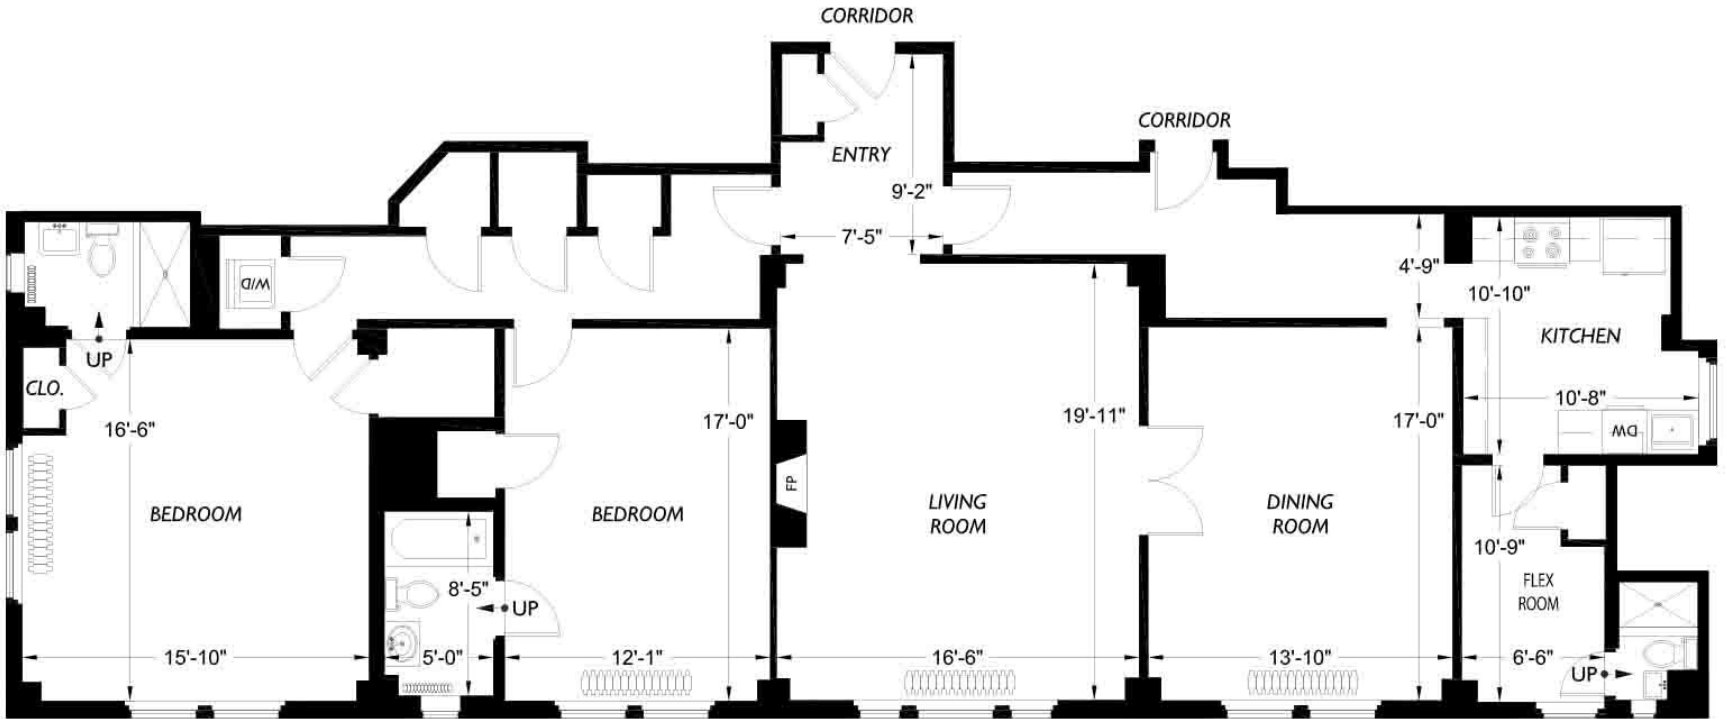 CORRIDOR
CORRIDOR
ENTRY
9'-2"
7'-5"
4'-9"
10'-10"
W/D
KITCHEN
UP
CLO.
16'-6"
17'-0"
19'-11"
17'-0"
10'-8"
DW
FP
BEDROOM
BEDROOM
LIVING
ROOM
DINING
ROOM
10'-9"
FLEX
ROOM
8'-5"
UP
15'-10"
5'-0"
12'-1"
16'-6"
13'-10"
6'-6"
UP